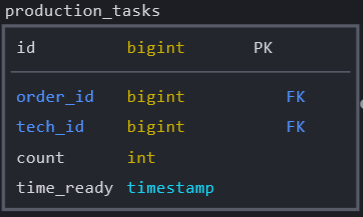 production_tasks
id bigint PK
order_id bigint FK
tech_id bigint FK
count int
time_ready timestamp